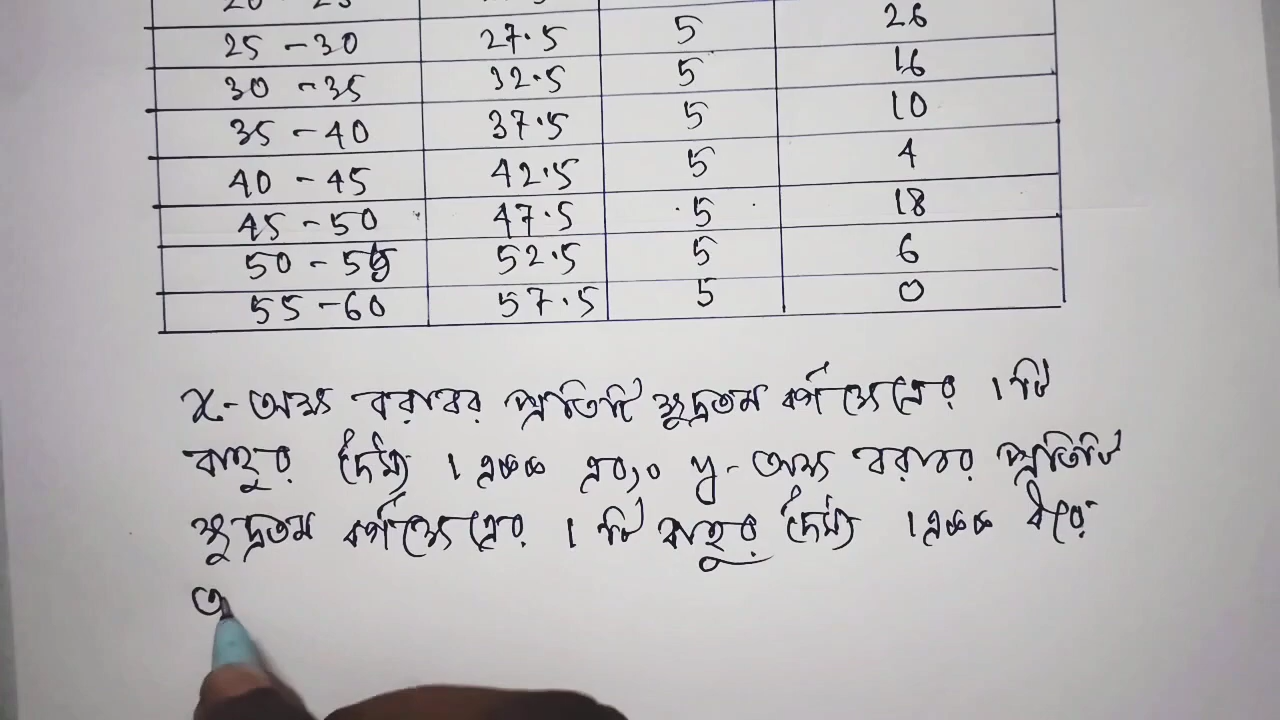 25 - 30 27.5 5 26
30 - 35 32.5 5 16
35 - 40 37.5 5 10
40 - 45 42.5 5 4
45 - 50 47.5 5 18
50 - 55 52.5 5 6
55 - 60 57.5 5 0
x-অক্ষ বরাবর প্রতিটি ক্ষুদ্রতম বর্গক্ষেত্রের 1 টি
বাহুর দৈর্ঘ্য 1 একক এবং y-অক্ষ বরাবর প্রতিটি
ক্ষুদ্রতম বর্গক্ষেত্রের 1 টি বাহুর দৈর্ঘ্য 1 একক ধরে